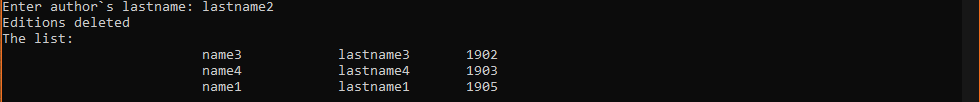 Enter author`s lastname: lastname2
Editions deleted
The list:
name3 lastname3 1902
name4 lastname4 1903
name1 lastname1 1905